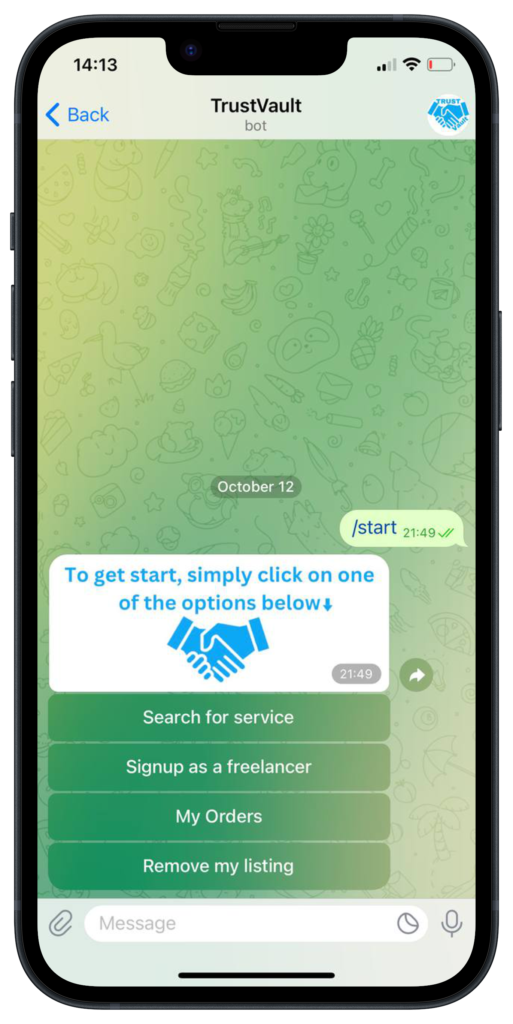 14:13
Back
TrustVault
bot
TRUST
October 12
/start 21:49
To get start, simply click on one
of the options below⬇
21:49
Search for service
Signup as a freelancer
My Orders
Remove my listing
Message